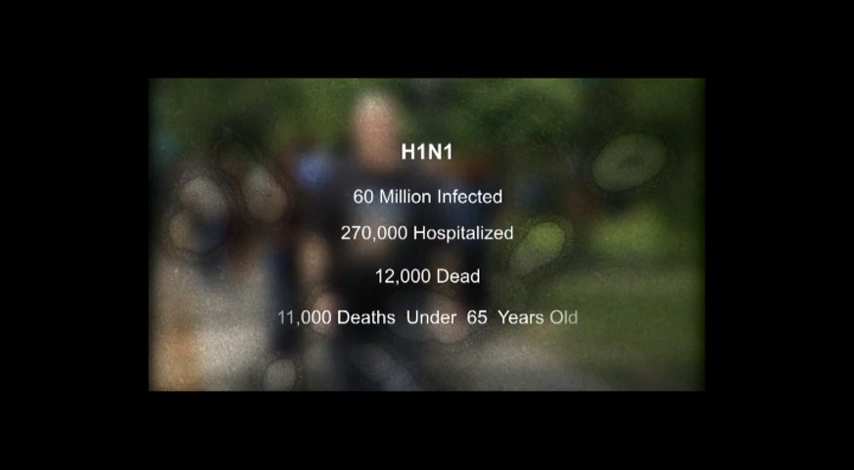 H1N1
60 Million Infected
270,000 Hospitalized
12,000 Dead
11,000 Deaths Under 65 Years Old